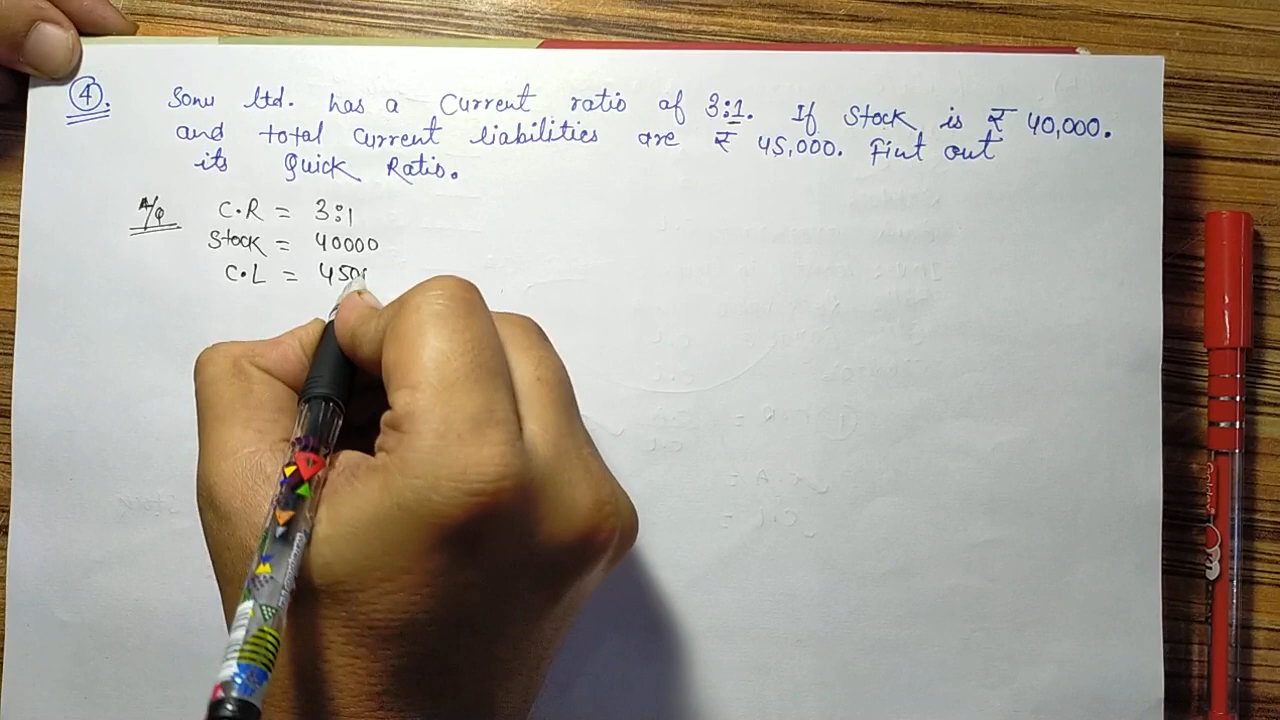 ④. Sonu ltd. has a Current ratio of 3:1. If Stock is ₹ 40,000.
and total current liabilities are ₹ 45,000. Fint out
its Quick Ratio.
A/Q C.R = 3:1
Stock = 40000
C.L = 450